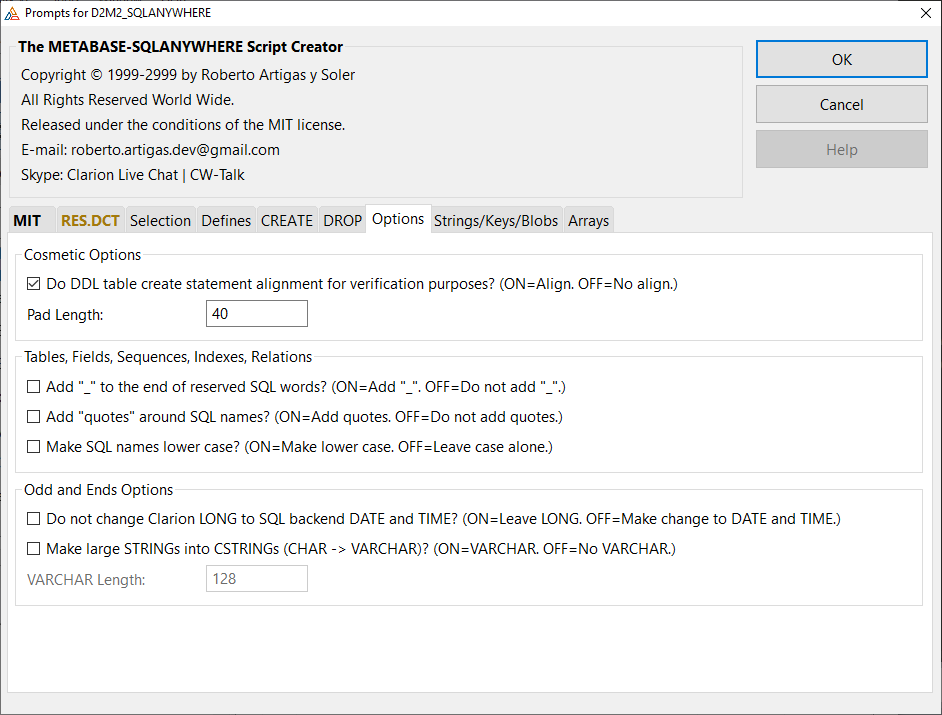 Prompts for D2M2_SQLANYWHERE
The METABASE-SQLANYWHERE Script Creator
Copyright © 1999-2999 by Roberto Artigas y Soler
All Rights Reserved World Wide.
Released under the conditions of the MIT license.
E-mail: roberto.artigas.dev@gmail.com
Skype: Clarion Live Chat | CW-Talk
OK
Cancel
Help
MIT RES.DCT Selection Defines CREATE DROP Options Strings/Keys/Blobs Arrays
Cosmetic Options
Do DDL table create statement alignment for verification purposes? (ON=Align. OFF=No align.)
Pad Length: 40
Tables, Fields, Sequences, Indexes, Relations
Add "_" to the end of reserved SQL words? (ON=Add "_". OFF=Do not add "_".)
Add "quotes" around SQL names? (ON=Add quotes. OFF=Do not add quotes.)
Make SQL names lower case? (ON=Make lower case. OFF=Leave case alone.)
Odd and Ends Options
Do not change Clarion LONG to SQL backend DATE and TIME? (ON=Leave LONG. OFF=Make change to DATE and TIME.)
Make large STRINGs into CSTRINGs (CHAR -> VARCHAR)? (ON=VARCHAR. OFF=No VARCHAR.)
VARCHAR Length: 128